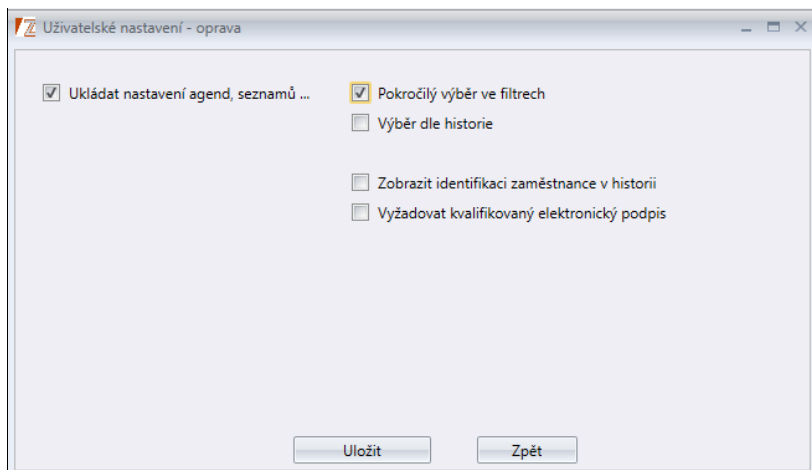 Uživatelské nastavení - oprava
Ukládat nastavení agend, seznamů ...
Pokročilý výběr ve filtrech
Výběr dle historie
Zobrazit identifikaci zaměstnance v historii
Vyžadovat kvalifikovaný elektronický podpis
Uložit
Zpět